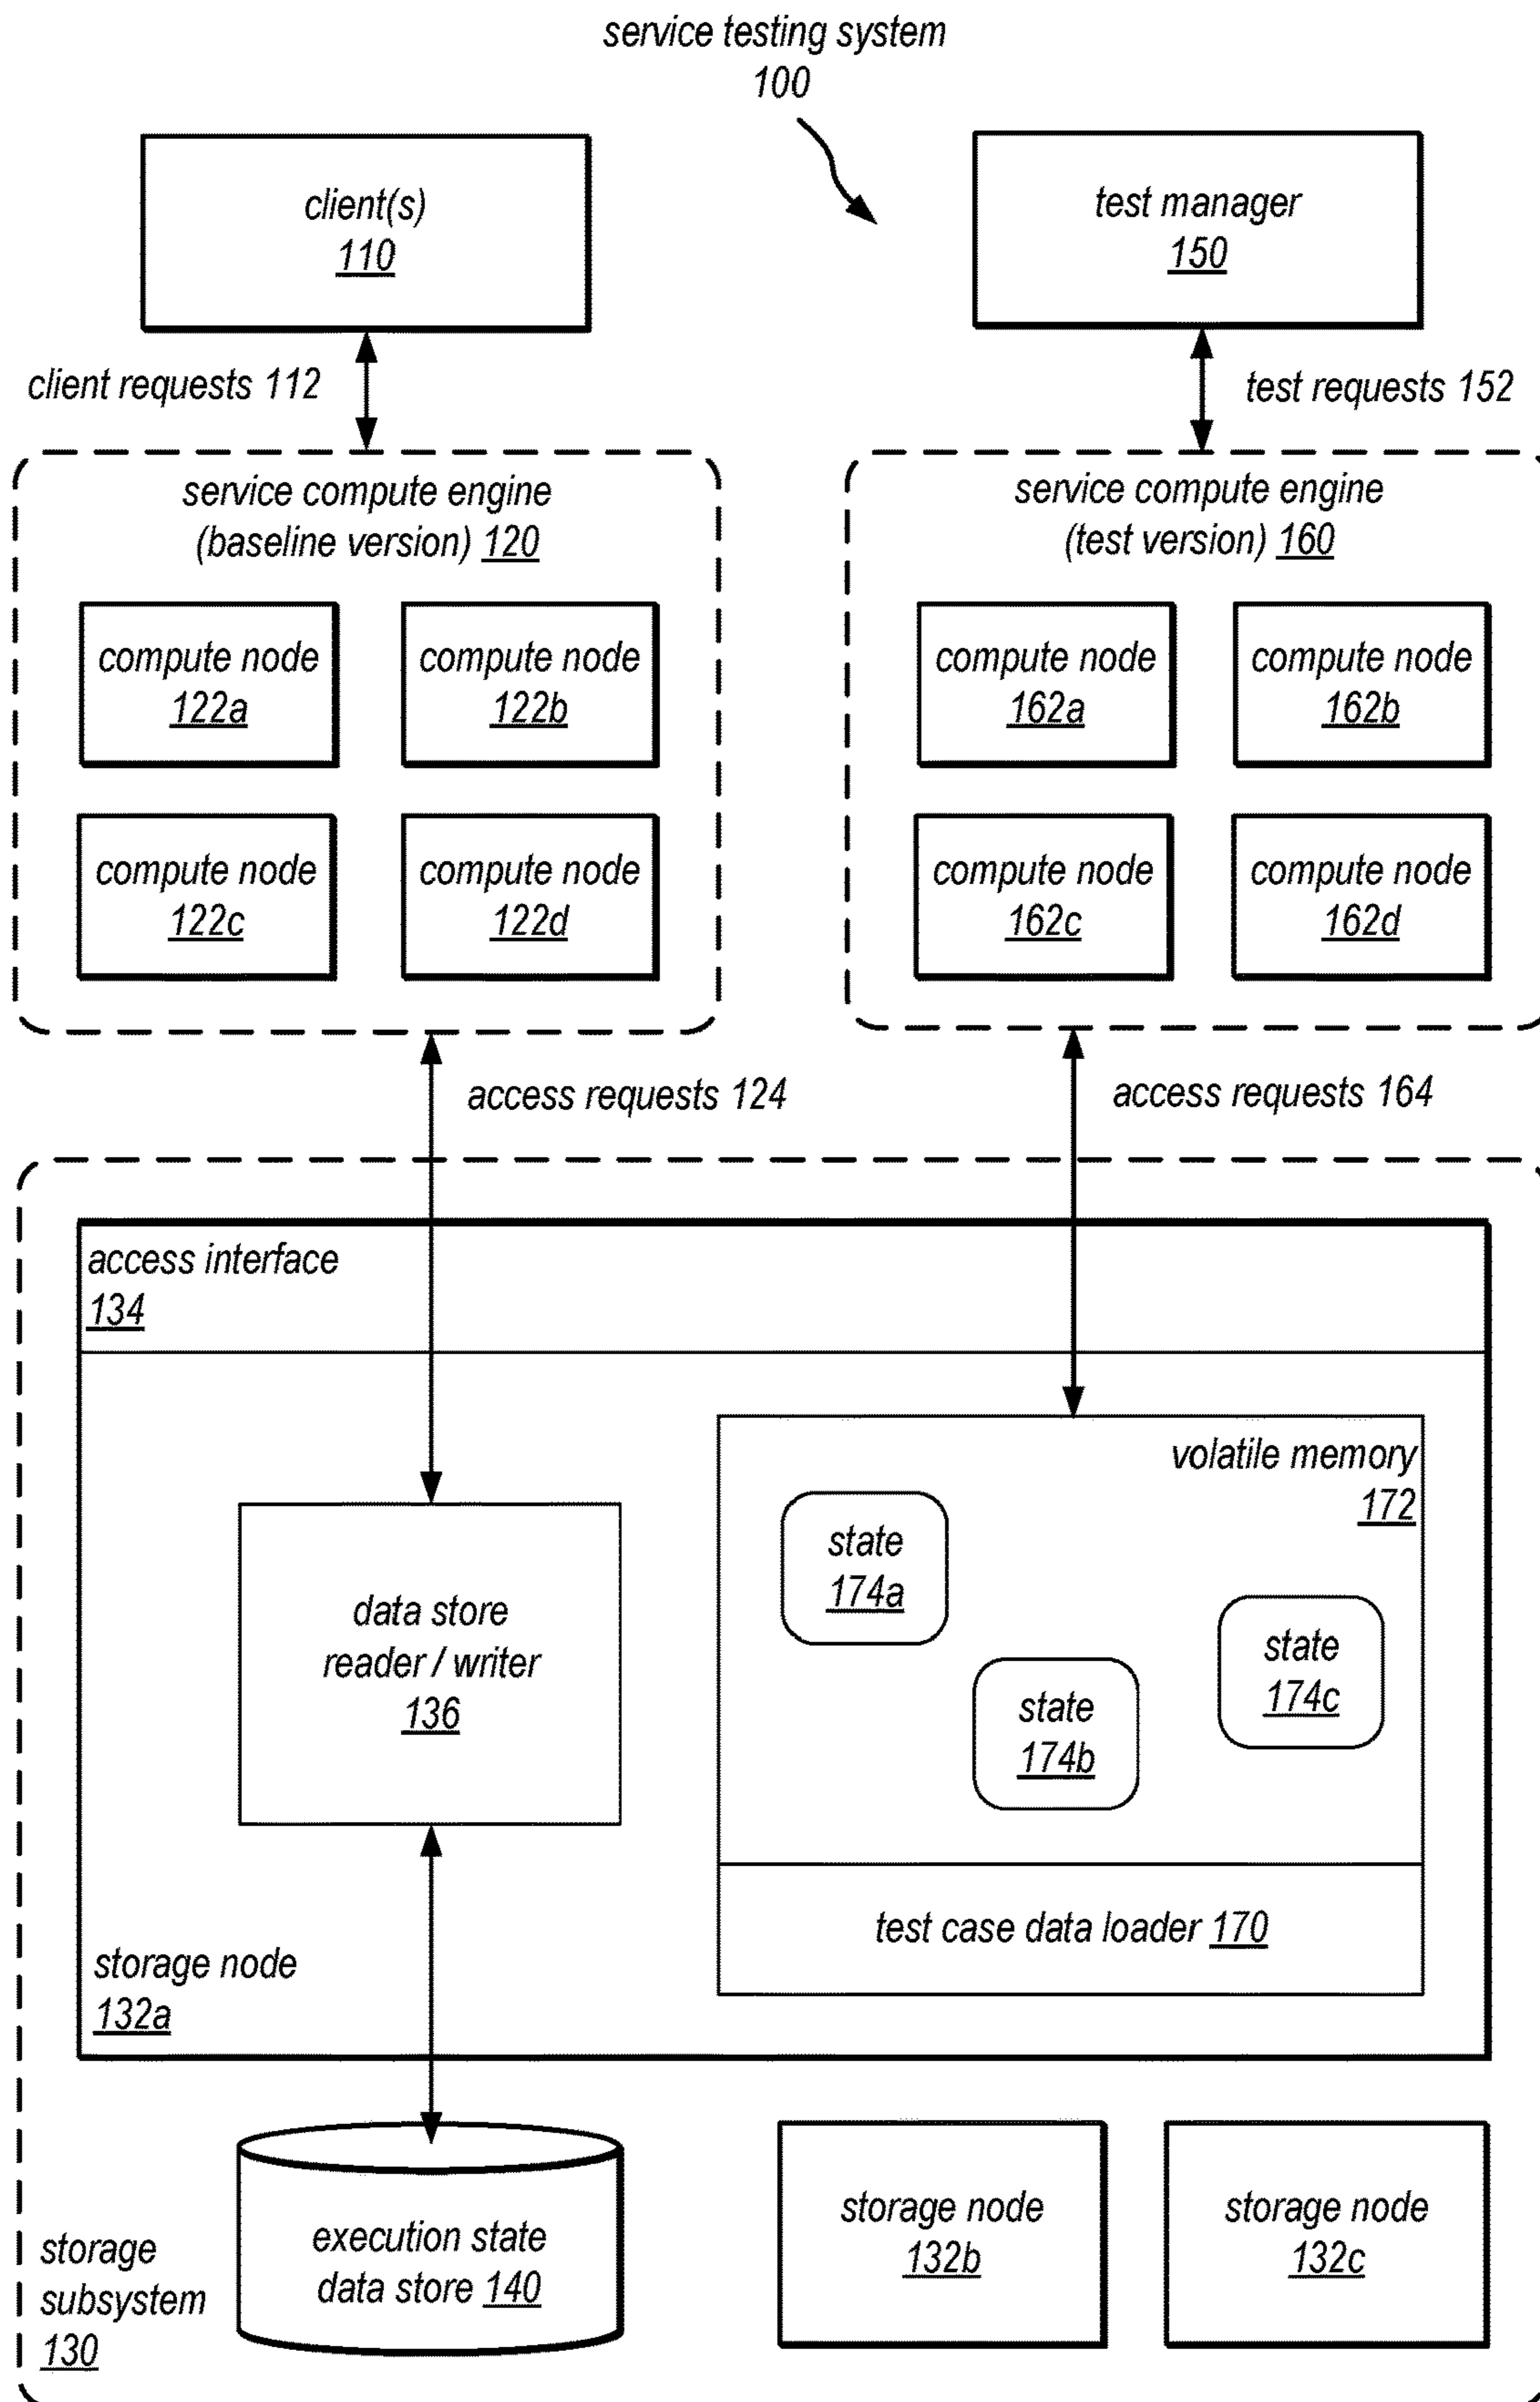 service testing system
100
client(s)
110
test manager
150
client requests 112
test requests 152
service compute engine
(baseline version) 120
service compute engine
(test version) 160
compute node
122a
compute node
122b
compute node
162a
compute node
162b
compute node
122c
compute node
122d
compute node
162c
compute node
162d
access requests 124
access requests 164
access interface
134
volatile memory
172
state
174a
data store
reader / writer
136
state
174c
state
174b
test case data loader 170
storage node
132a
execution state
data store 140
storage node
132b
storage node
132c
storage
subsystem
130